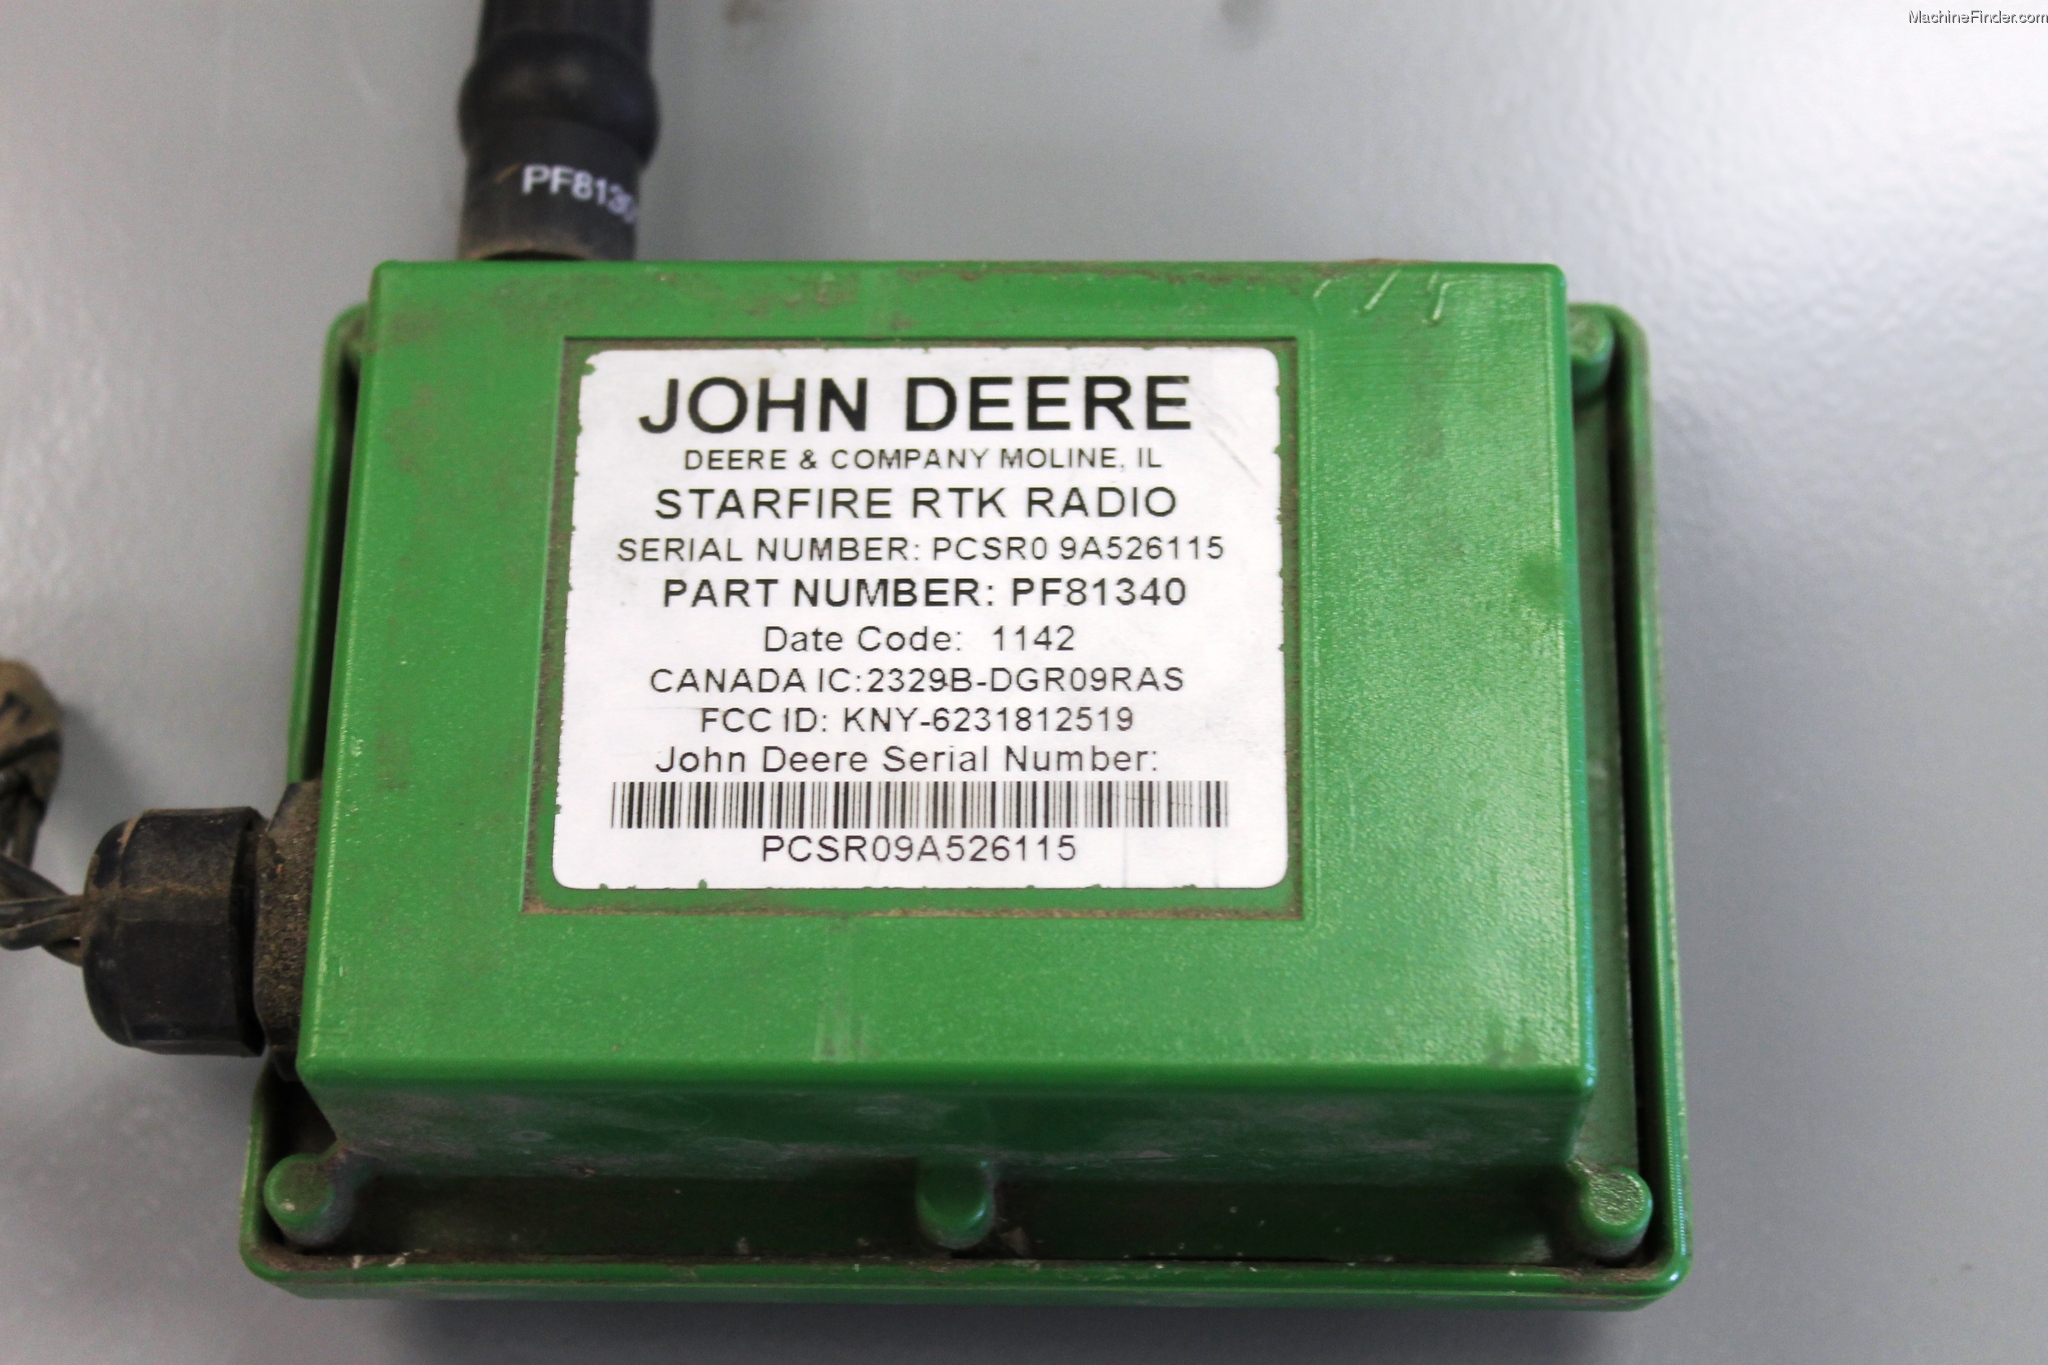 MachineFinder.com
JOHN DEERE
DEERE & COMPANY MOLINE, IL
STARFIRE RTK RADIO
SERIAL NUMBER: PCSR0 9A526115
PART NUMBER: PF81340
Date Code: 1142
CANADA IC:2329B-DGR09RAS
FCC ID: KNY-6231812519
John Deere Serial Number:
PCSR09A526115